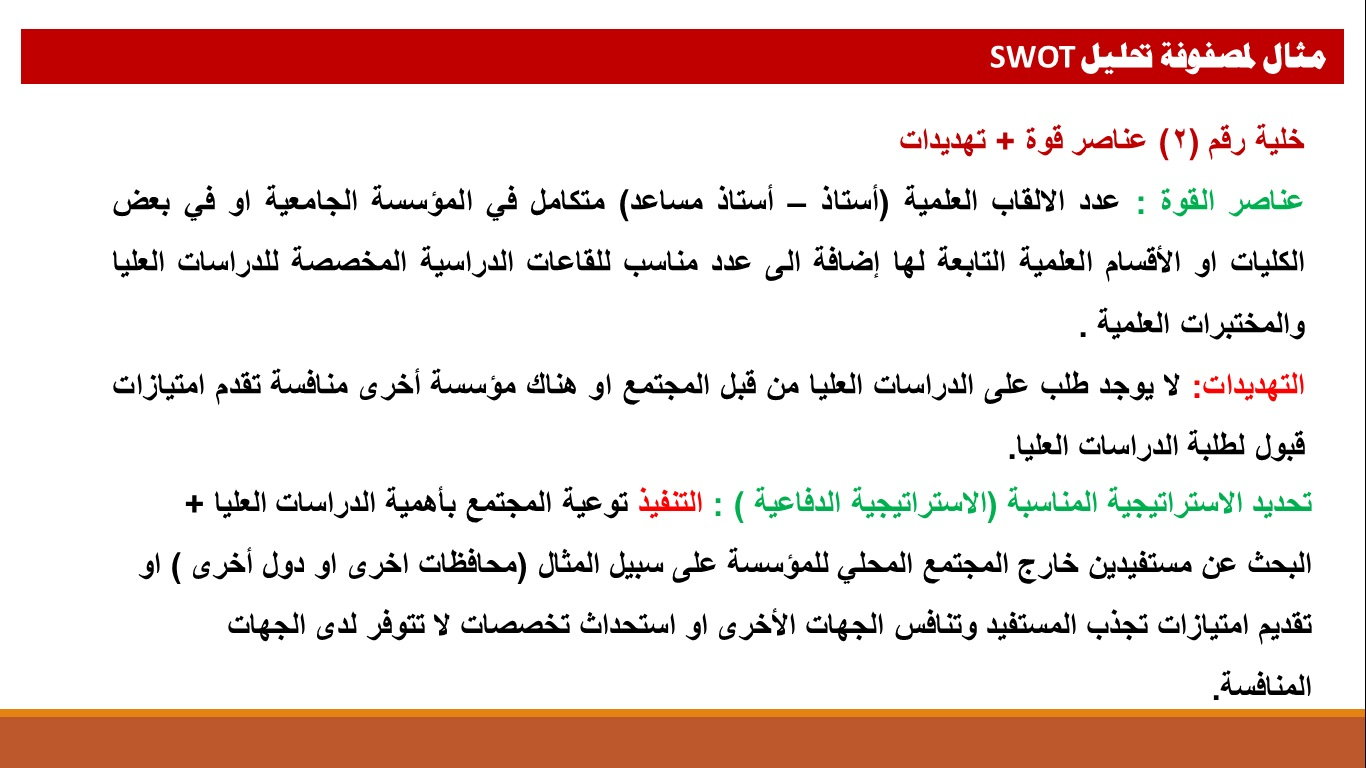 مثال لمصفوفة تحليل SWOT
خلية رقم (٢) عناصر قوة + تهديدات
عناصر القوة : عدد الالقاب العلمية (أستاذ – أستاذ مساعد) متكامل في المؤسسة الجامعية او في بعض
الكليات او الأقسام العلمية التابعة لها إضافة الى عدد مناسب للقاعات الدراسية المخصصة للدراسات العليا
والمختبرات العلمية .
التهديدات: لا يوجد طلب على الدراسات العليا من قبل المجتمع او هناك مؤسسة أخرى منافسة تقدم امتيازات
قبول لطلبة الدراسات العليا.
تحديد الاستراتيجية المناسبة (الاستراتيجية الدفاعية ) : التنفيذ توعية المجتمع بأهمية الدراسات العليا +
البحث عن مستفيدين خارج المجتمع المحلي للمؤسسة على سبيل المثال (محافظات اخرى او دول أخرى ) او
تقديم امتيازات تجذب المستفيد وتنافس الجهات الأخرى او استحداث تخصصات لا تتوفر لدى الجهات
المنافسة.